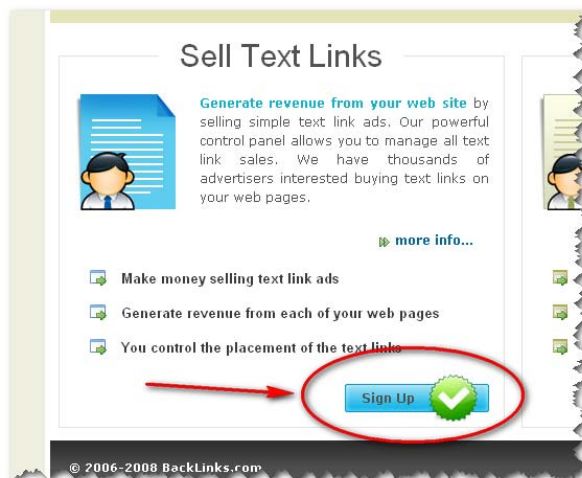 Sell Text Links
Generate revenue from your web site by
selling simple text link ads. Our powerful
control panel allows you to manage all text
link sales. We have thousands of
advertisers interested buying text links on
your web pages.
more info...
Make money selling text link ads
Generate revenue from each of your web pages
You control the placement of the text links
Sign Up
© 2006-2008 BackLinks.com